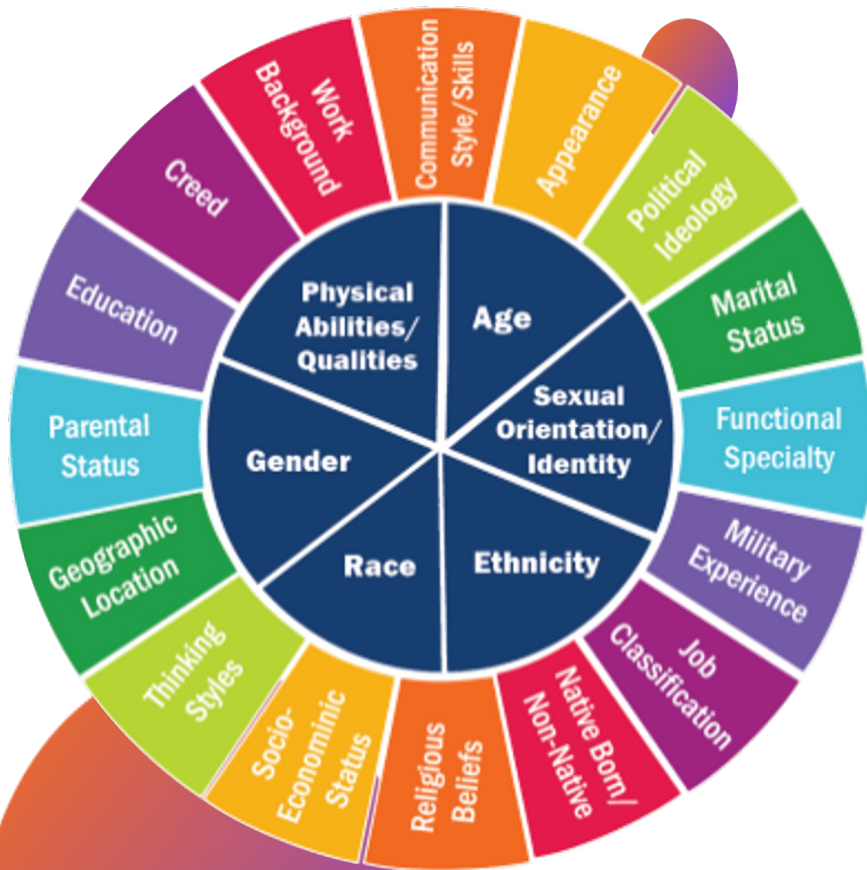 Communication
Style/Skills
Appearance
Political
Ideology
Marital
Status
Functional
Specialty
Military
Experience
Job
Classification
Native Born/
Non-Native
Religious
Beliefs
Socio-
Econominic
Status
Thinking
Styles
Geographic
Location
Parental
Status
Education
Creed
Work
Background
Physical
Abilities/
Qualities
Age
Sexual
Orientation/
Identity
Ethnicity
Race
Gender